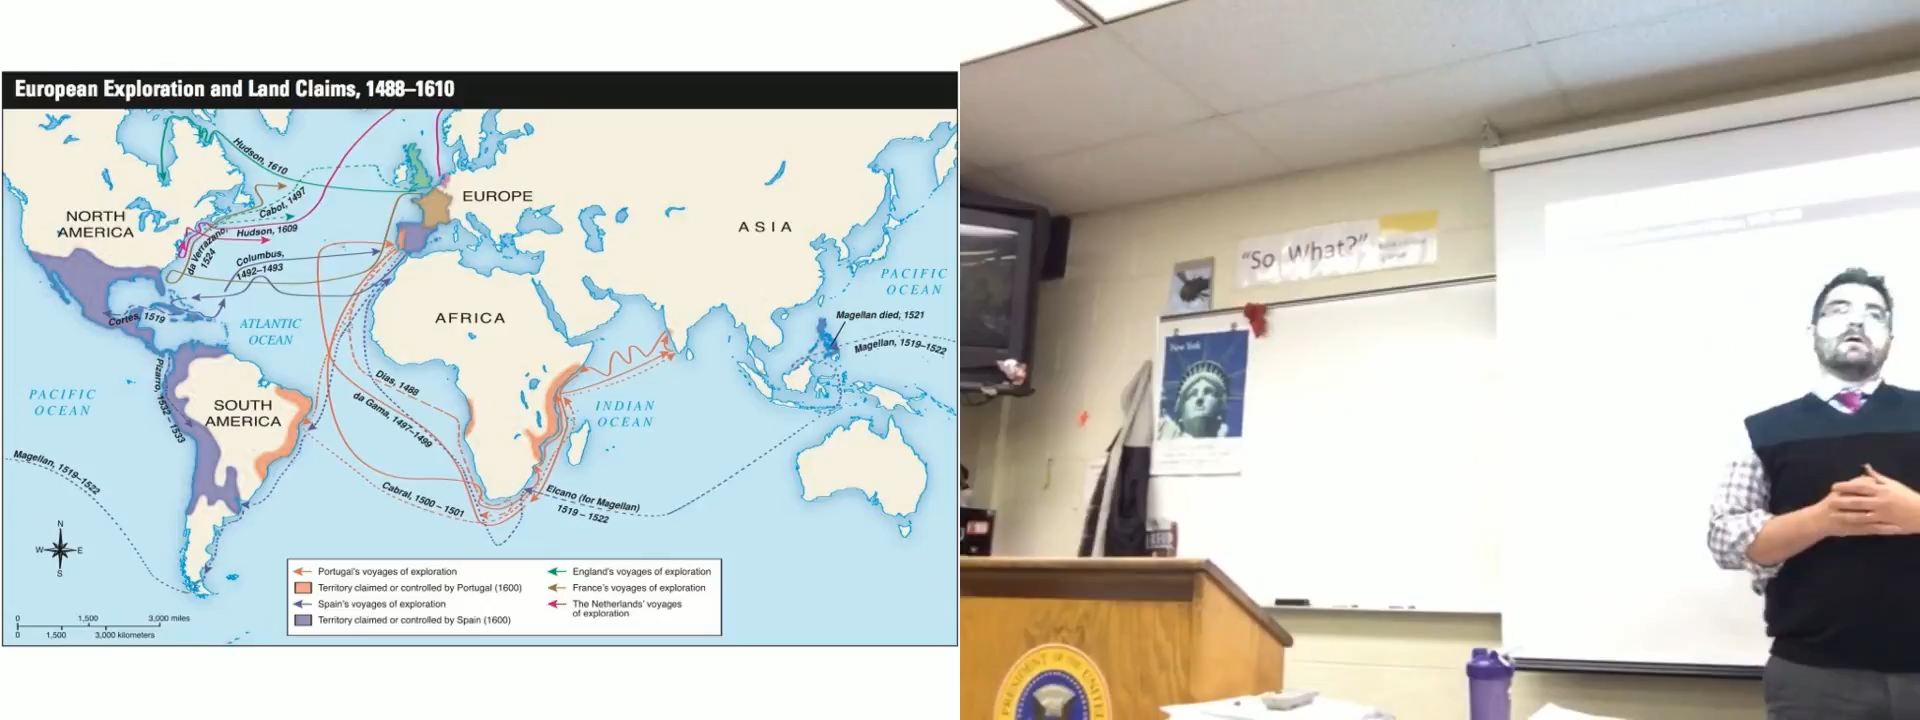 European Exploration and Land Claims, 1488–1610
Hudson, 1610
Cabot, 1497
Hudson, 1609
da Verrazano,
1524
Columbus,
1492–1493
NORTH
AMERICA
EUROPE
ASIA
PACIFIC
OCEAN
Cortés, 1519
ATLANTIC
OCEAN
AFRICA
Magellan died, 1521
Magellan, 1519–1522
Pizarro, 1532–1533
PACIFIC
OCEAN
SOUTH
AMERICA
Dias, 1488
da Gama, 1497–1499
INDIAN
OCEAN
Magellan, 1519–1522
Cabral, 1500–1501
Elcano (for Magellan)
1519–1522
N
W E
S
0 1,500 3,000 miles
0 1,500 3,000 kilometers
Portugal's voyages of exploration
Territory claimed or controlled by Portugal (1600)
Spain's voyages of exploration
Territory claimed or controlled by Spain (1600)
England's voyages of exploration
France's voyages of exploration
The Netherlands' voyages
of exploration
"So What?"
New York
PRESIDENT OF THE UNITED